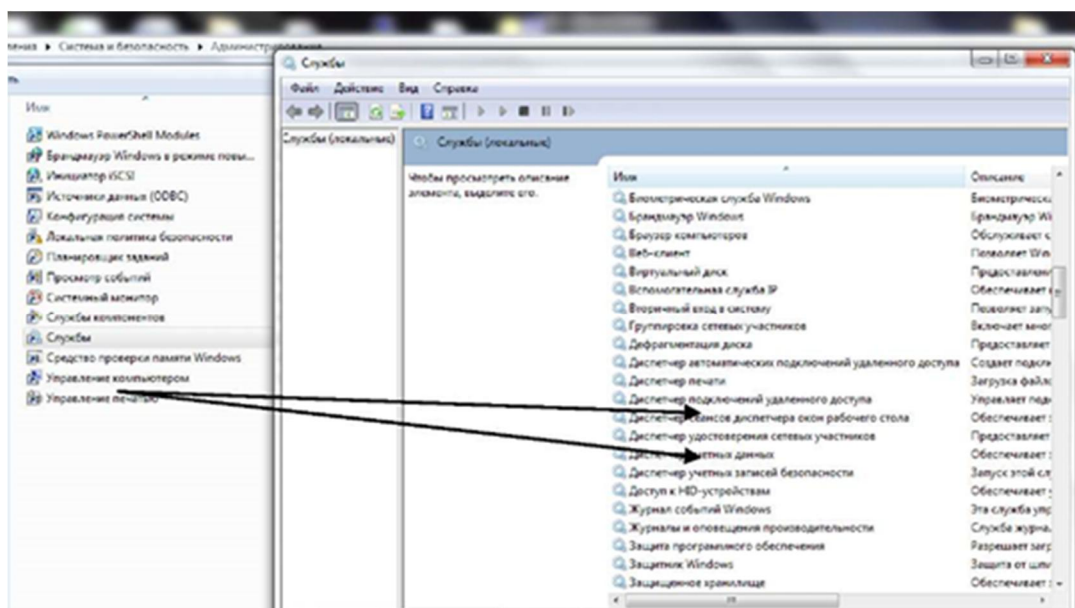 ления ▸ Система и безопасность ▸ Администрирование
Имя
Windows PowerShell Modules
Брандмауэр Windows в режиме повы...
Инициатор iSCSI
Источники данных (ODBC)
Конфигурация системы
Локальная политика безопасности
Планировщик заданий
Просмотр событий
Системный монитор
Службы компонентов
Службы
Средство проверки памяти Windows
Управление компьютером
Управление печатью
Службы
Файл Действие Вид Справка
Службы (локальные)
Службы (локальные)
Чтобы просмотреть описание
элемента, выделите его.
Имя Описание
Биометрическая служба Windows Биометрическа
Брандмауэр Windows Брандмауэр Wi
Браузер компьютеров Обслуживает с
Веб-клиент Позволяет Win
Виртуальный диск Предоставлени
Вспомогательная служба IP Обеспечивает
Вторичный вход в систему Позволяет запу
Группировка сетевых участников Включает мног
Дефрагментация диска Предоставляет
Диспетчер автоматических подключений удаленного доступа Создает подкл
Диспетчер печати Загрузка файло
Диспетчер подключений удаленного доступа Управляет подк
Диспетчер сеансов диспетчера окон рабочего стола Обеспечивает
Диспетчер удостоверения сетевых участников Предоставляет
Диспетчер учетных данных Обеспечивает
Диспетчер учетных записей безопасности Запуск этой сл
Доступ к HID-устройствам Обеспечивает
Журнал событий Windows Эта служба упр
Журналы и оповещения производительности Служба журна.
Защита программного обеспечения Разрешает загр
Защитник Windows Защита от шпи
Защищенное хранилище Обеспечивает